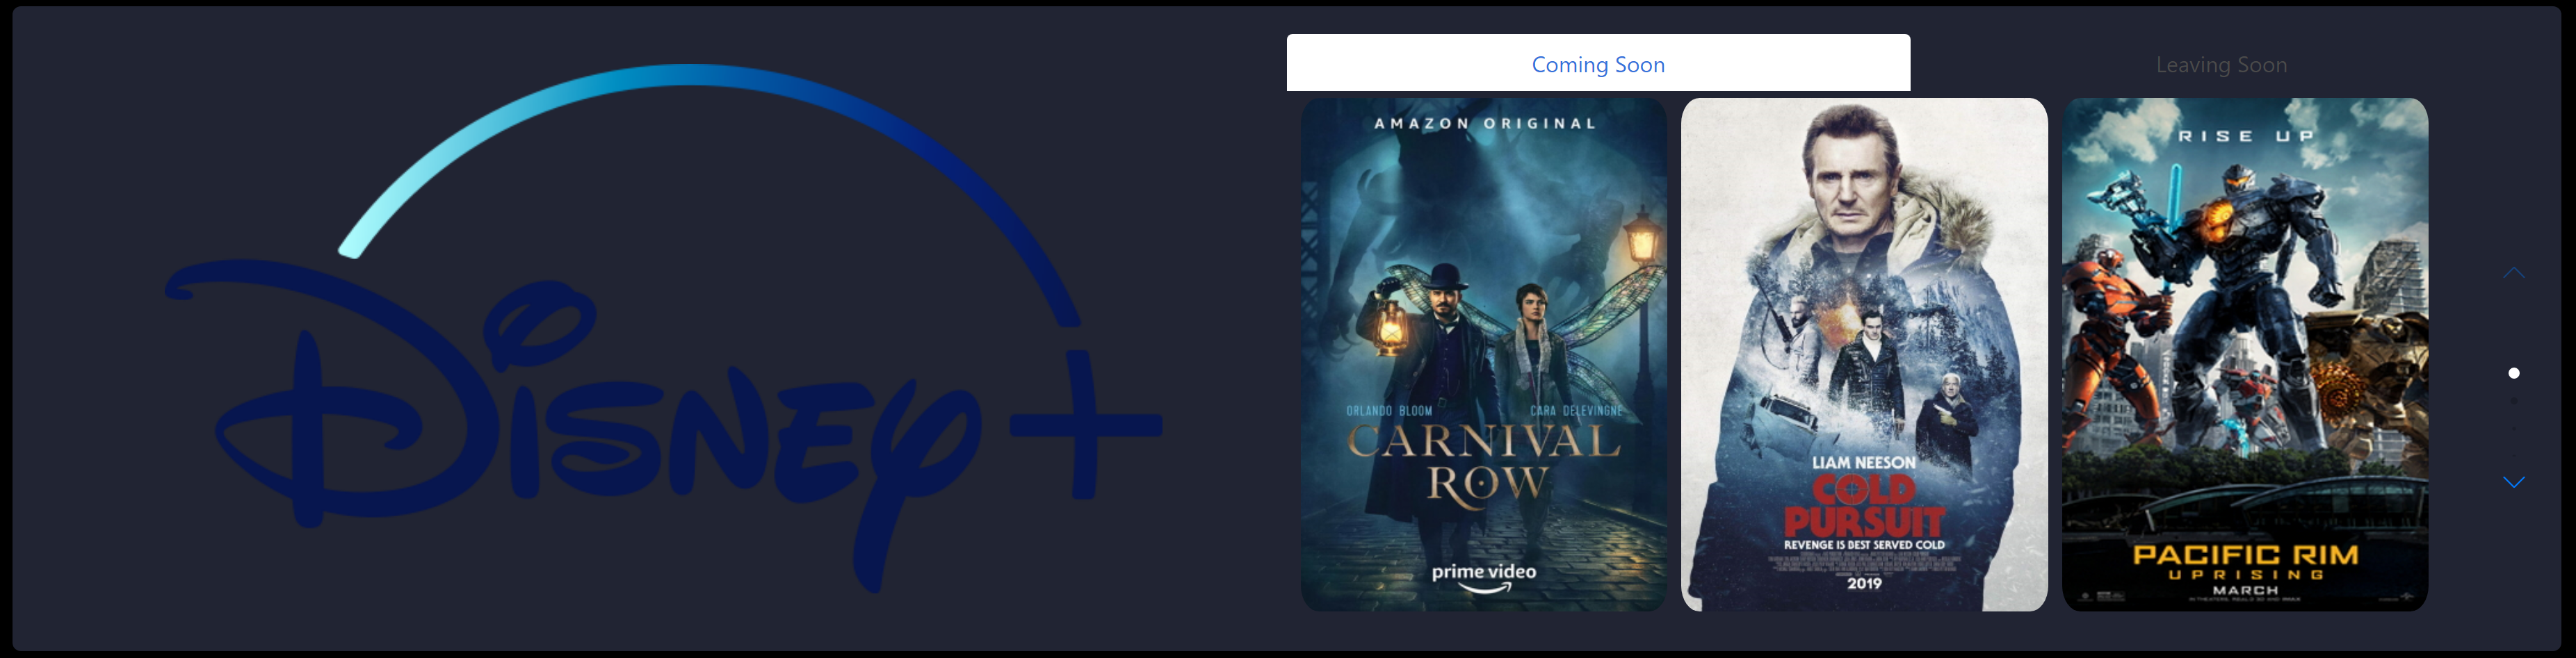 Disney+
Coming Soon
Leaving Soon
AMAZON ORIGINAL
ORLANDO BLOOM CARA DELEVINGNE
CARNIVAL
ROW
prime video
LIAM NEESON
COLD
PURSUIT
REVENGE IS BEST SERVED COLD
2019
RISE UP
PACIFIC RIM
UPRISING
MARCH